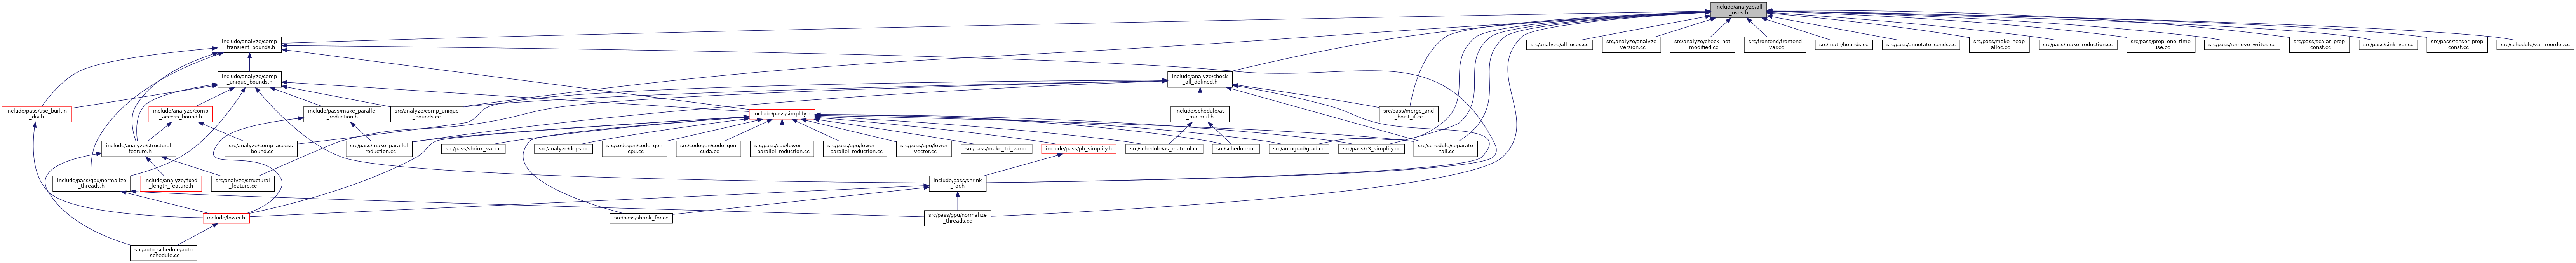 include/analyze/all
_uses.h
include/analyze/comp
_transient_bounds.h
src/analyze/all_uses.cc
src/analyze/analyze
_version.cc
src/analyze/check_not
_modified.cc
src/frontend/frontend
_var.cc
src/math/bounds.cc
src/pass/annotate_conds.cc
src/pass/make_heap
_alloc.cc
src/pass/make_reduction.cc
src/pass/prop_one_time
_use.cc
src/pass/remove_writes.cc
src/pass/scalar_prop
_const.cc
src/pass/sink_var.cc
src/pass/tensor_prop
_const.cc
src/schedule/var_reorder.cc
include/analyze/comp
_unique_bounds.h
include/analyze/check
_all_defined.h
include/pass/use_builtin
_div.h
include/analyze/comp
_access_bound.h
include/pass/make_parallel
_reduction.h
src/analyze/comp_unique
_bounds.cc
include/pass/simplify.h
include/schedule/as
_matmul.h
src/pass/merge_and
_hoist_if.cc
include/analyze/structural
_feature.h
src/analyze/comp_access
_bound.cc
src/pass/make_parallel
_reduction.cc
src/pass/shrink_var.cc
src/analyze/deps.cc
src/codegen/code_gen
_cpu.cc
src/codegen/code_gen
_cuda.cc
src/pass/cpu/lower
_parallel_reduction.cc
src/pass/gpu/lower
_parallel_reduction.cc
src/pass/gpu/lower
_vector.cc
src/pass/make_1d_var.cc
include/pass/pb_simplify.h
src/schedule/as_matmul.cc
src/schedule.cc
src/autograd/grad.cc
src/pass/z3_simplify.cc
src/schedule/separate
_tail.cc
include/pass/gpu/normalize
_threads.h
include/analyze/fixed
_length_feature.h
src/analyze/structural
_feature.cc
include/pass/shrink
_for.h
include/lower.h
src/pass/shrink_for.cc
src/pass/gpu/normalize
_threads.cc
src/auto_schedule/auto
_schedule.cc